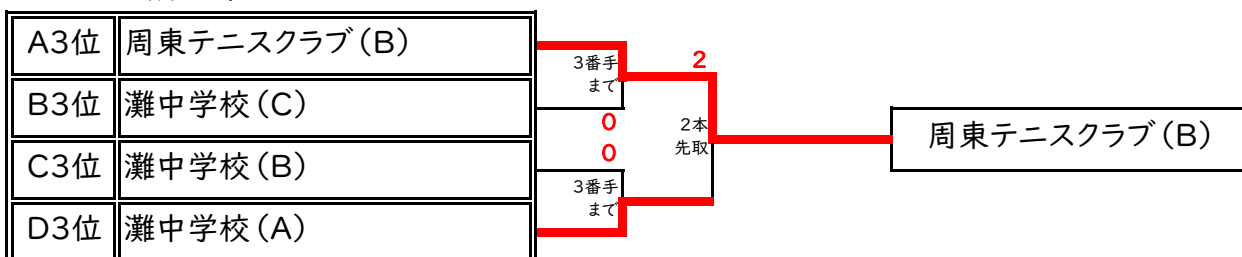 A3位 周東テニスクラブ(B)
3番手
まで
2
B3位 灘中学校(C)
0
2本
先取
周東テニスクラブ(B)
0
C3位 灘中学校(B)
3番手
まで
D3位 灘中学校(A)